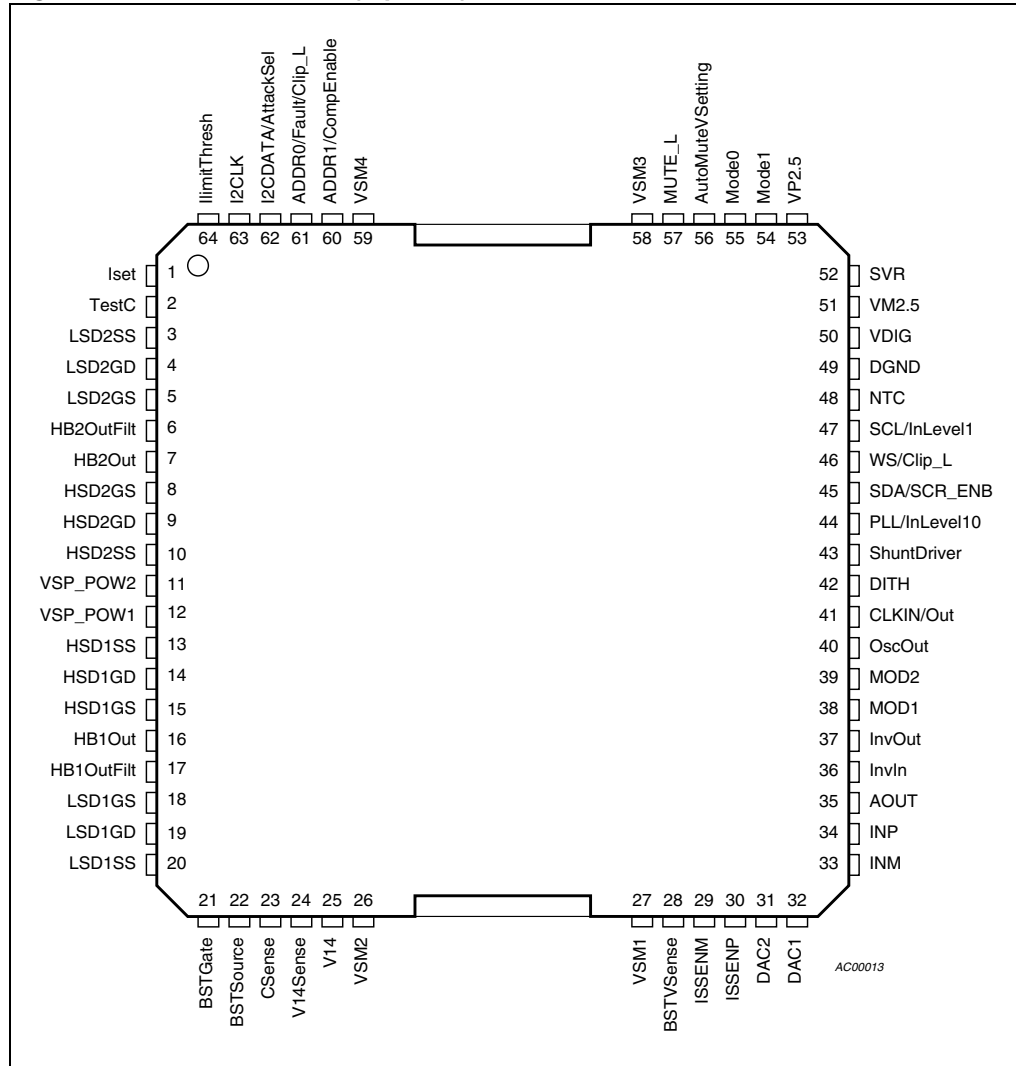 IlimitThresh
I2CLK
I2CDATA/AttackSel
ADDR0/Fault/Clip_L
ADDR1/CompEnable
VSM4
VSM3
MUTE_L
AutoMuteVSetting
Mode0
Mode1
VP2.5
64 63 62 61 60 59 58 57 56 55 54 53
Iset 1 52 SVR
TestC 2 51 VM2.5
LSD2SS 3 50 VDIG
LSD2GD 4 49 DGND
LSD2GS 5 48 NTC
HB2OutFilt 6 47 SCL/InLevel1
HB2Out 7 46 WS/Clip_L
HSD2GS 8 45 SDA/SCR_ENB
HSD2GD 9 44 PLL/InLevel10
HSD2SS 10 43 ShuntDriver
VSP_POW2 11 42 DITH
VSP_POW1 12 41 CLKIN/Out
HSD1SS 13 40 OscOut
HSD1GD 14 39 MOD2
HSD1GS 15 38 MOD1
HB1Out 16 37 InvOut
HB1OutFilt 17 36 InvIn
LSD1GS 18 35 AOUT
LSD1GD 19 34 INP
LSD1SS 20 33 INM
21 22 23 24 25 26 27 28 29 30 31 32
BSTGate
BSTSource
CSense
V14Sense
V14
VSM2
VSM1
BSTVSense
ISSENM
ISSENP
DAC2
DAC1
AC00013